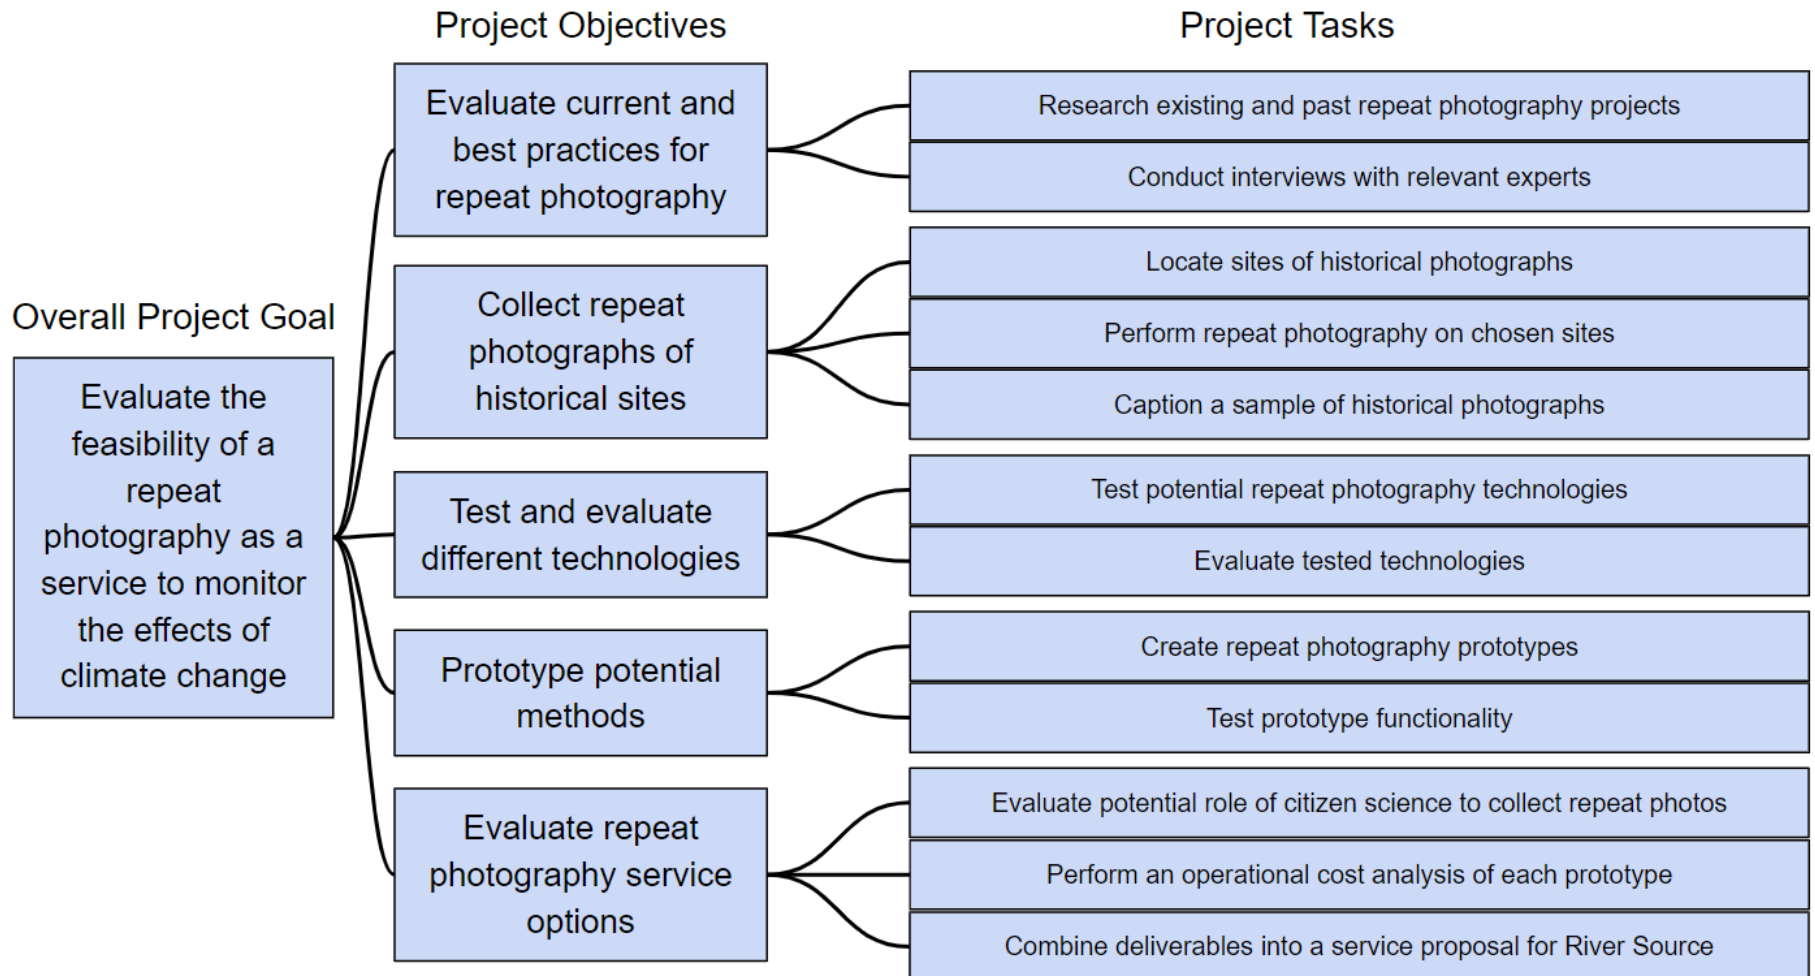 Project Objectives
Project Tasks
Overall Project Goal
Evaluate the
feasibility of a
repeat
photography as a
service to monitor
the effects of
climate change
Evaluate current and
best practices for
repeat photography
Research existing and past repeat photography projects
Conduct interviews with relevant experts
Collect repeat
photographs of
historical sites
Locate sites of historical photographs
Perform repeat photography on chosen sites
Caption a sample of historical photographs
Test and evaluate
different technologies
Test potential repeat photography technologies
Evaluate tested technologies
Prototype potential
methods
Create repeat photography prototypes
Test prototype functionality
Evaluate repeat
photography service
options
Evaluate potential role of citizen science to collect repeat photos
Perform an operational cost analysis of each prototype
Combine deliverables into a service proposal for River Source